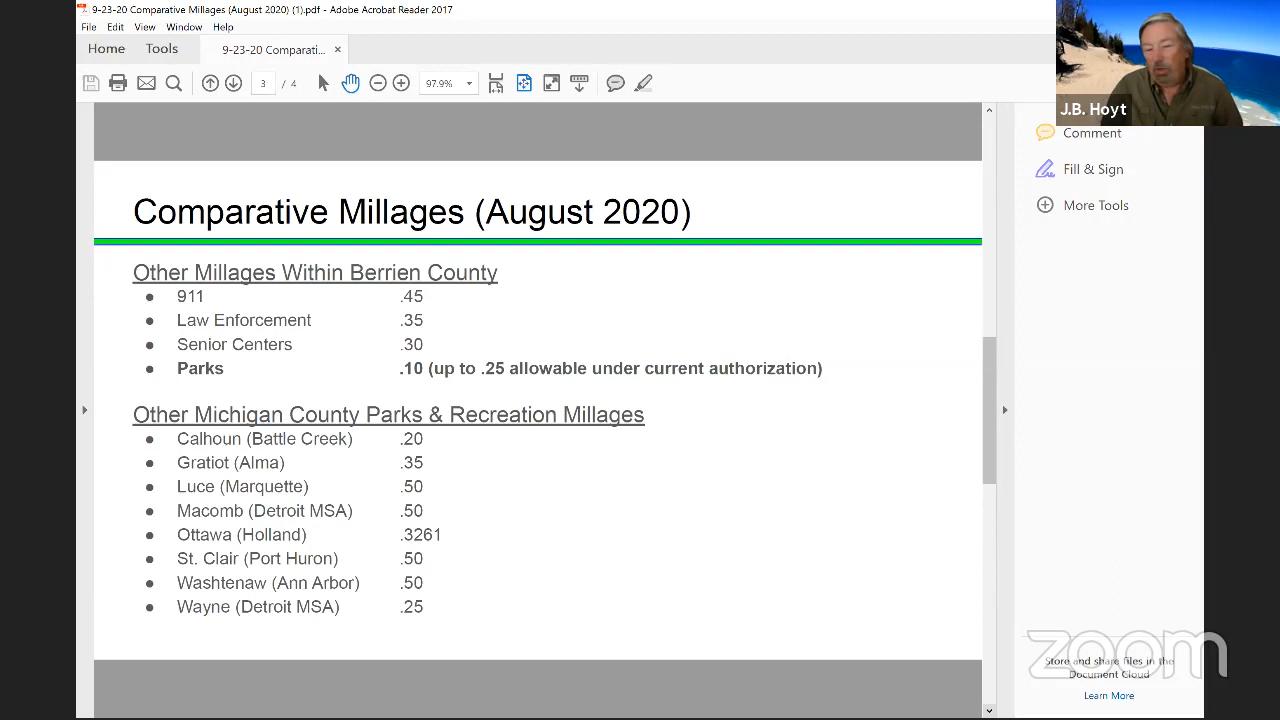 9-23-20 Comparative Millages (August 2020) (1).pdf - Adobe Acrobat Reader 2017
File Edit View Window Help
Home Tools 9-23-20 Comparati... ×
3 / 4 97.9%
J.B. Hoyt
Comment
Fill & Sign
More Tools
Comparative Millages (August 2020)
Other Millages Within Berrien County
● 911 .45
● Law Enforcement .35
● Senior Centers .30
● Parks .10 (up to .25 allowable under current authorization)
Other Michigan County Parks & Recreation Millages
● Calhoun (Battle Creek) .20
● Gratiot (Alma) .35
● Luce (Marquette) .50
● Macomb (Detroit MSA) .50
● Ottawa (Holland) .3261
● St. Clair (Port Huron) .50
● Washtenaw (Ann Arbor) .50
● Wayne (Detroit MSA) .25
zoom
Store and share files in the
Document Cloud
Learn More